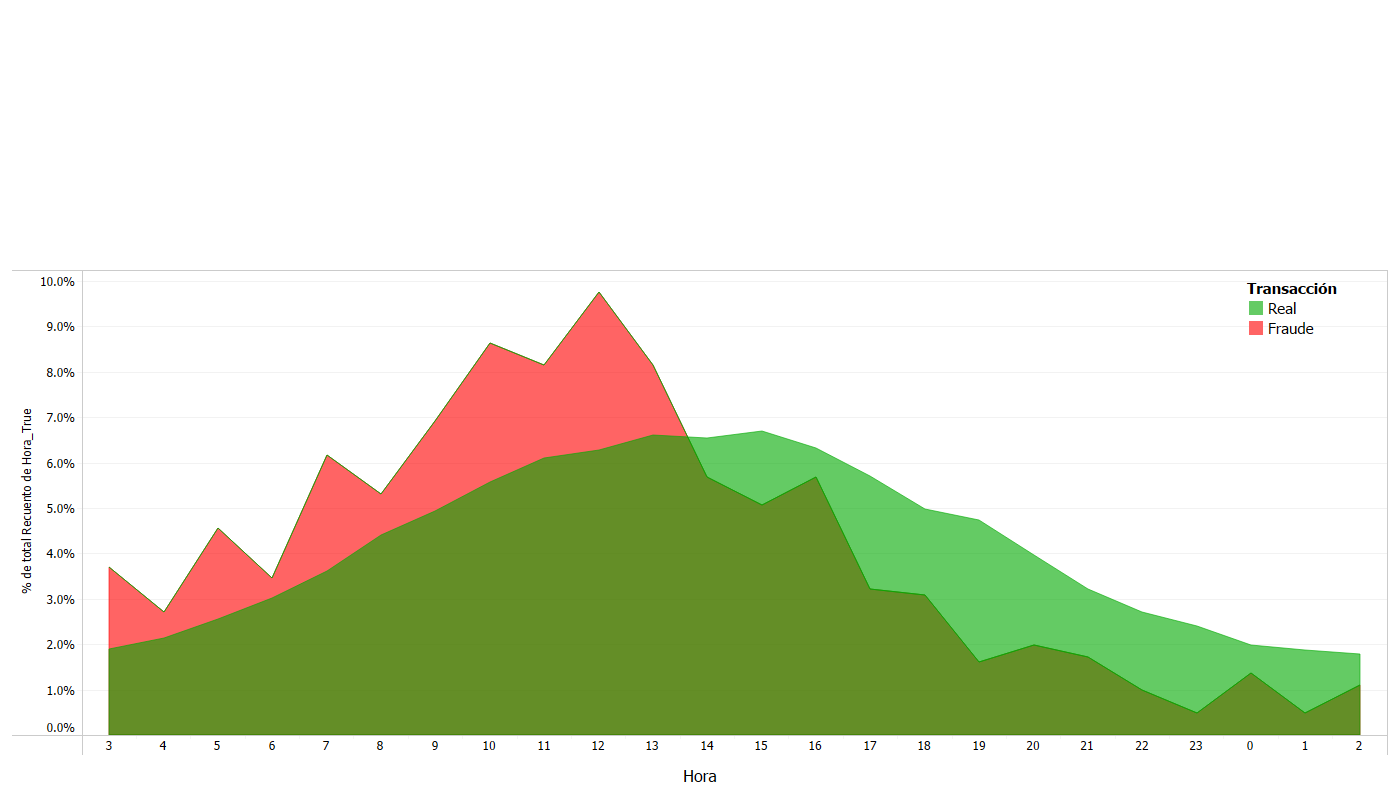 Transacción
Real
Fraude
% de total Recuento de Hora_True
10.0%
9.0%
8.0%
7.0%
6.0%
5.0%
4.0%
3.0%
2.0%
1.0%
0.0%
3 4 5 6 7 8 9 10 11 12 13 14 15 16 17 18 19 20 21 22 23 0 1 2
Hora